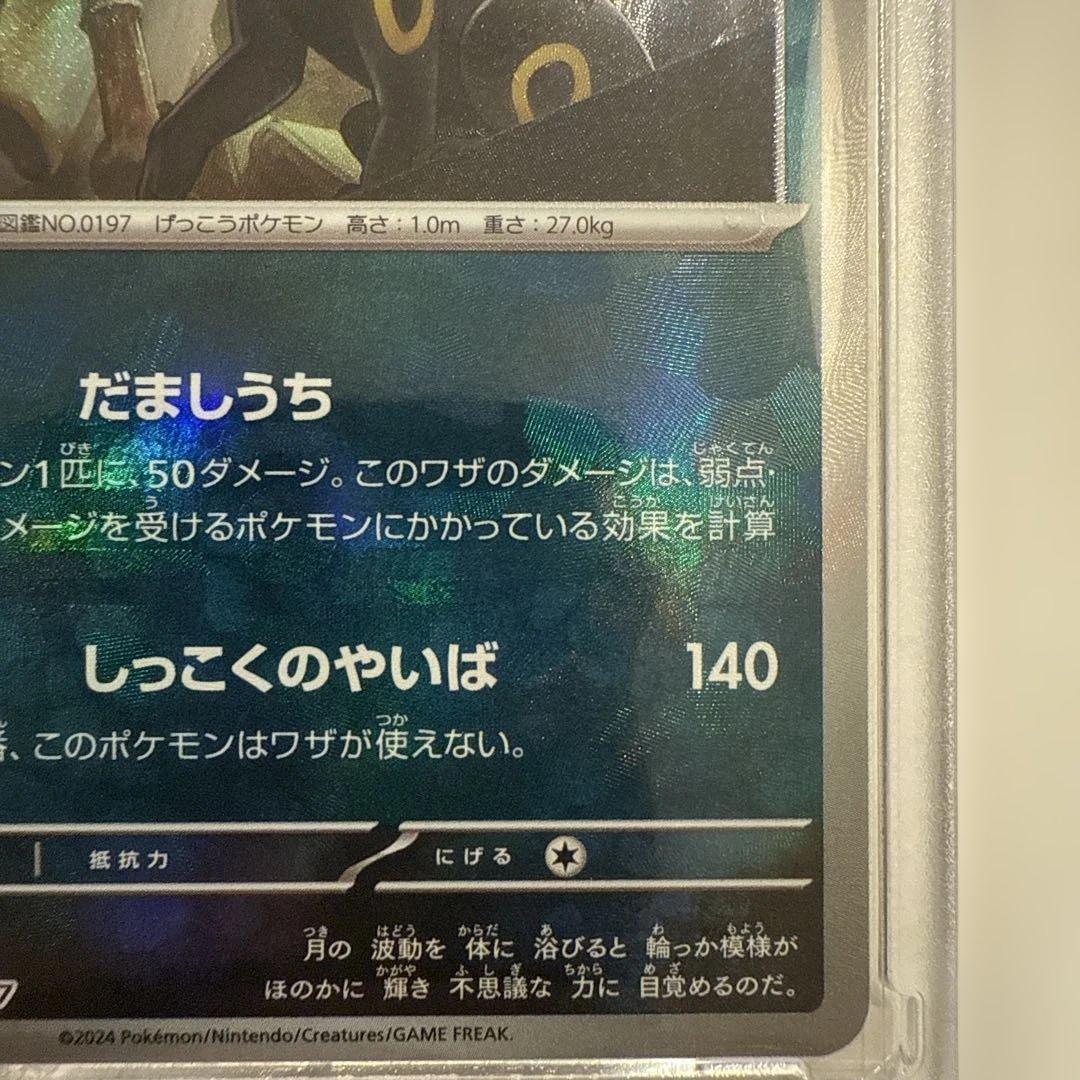 図鑑NO.0197 げっこうポケモン 高さ：1.0m 重さ：27.0kg
だましうち
ン1匹に、50ダメージ。このワザのダメージは、弱点・
メージを受けるポケモンにかかっている効果を計算
しっこくのやいば 140
、このポケモンはワザが使えない。
抵抗力 にげる
月の 波動を 体に 浴びると 輪っか模様が
ほのかに 輝き 不思議な 力に 目覚めるのだ。
©2024 Pokémon/Nintendo/Creatures/GAME FREAK.